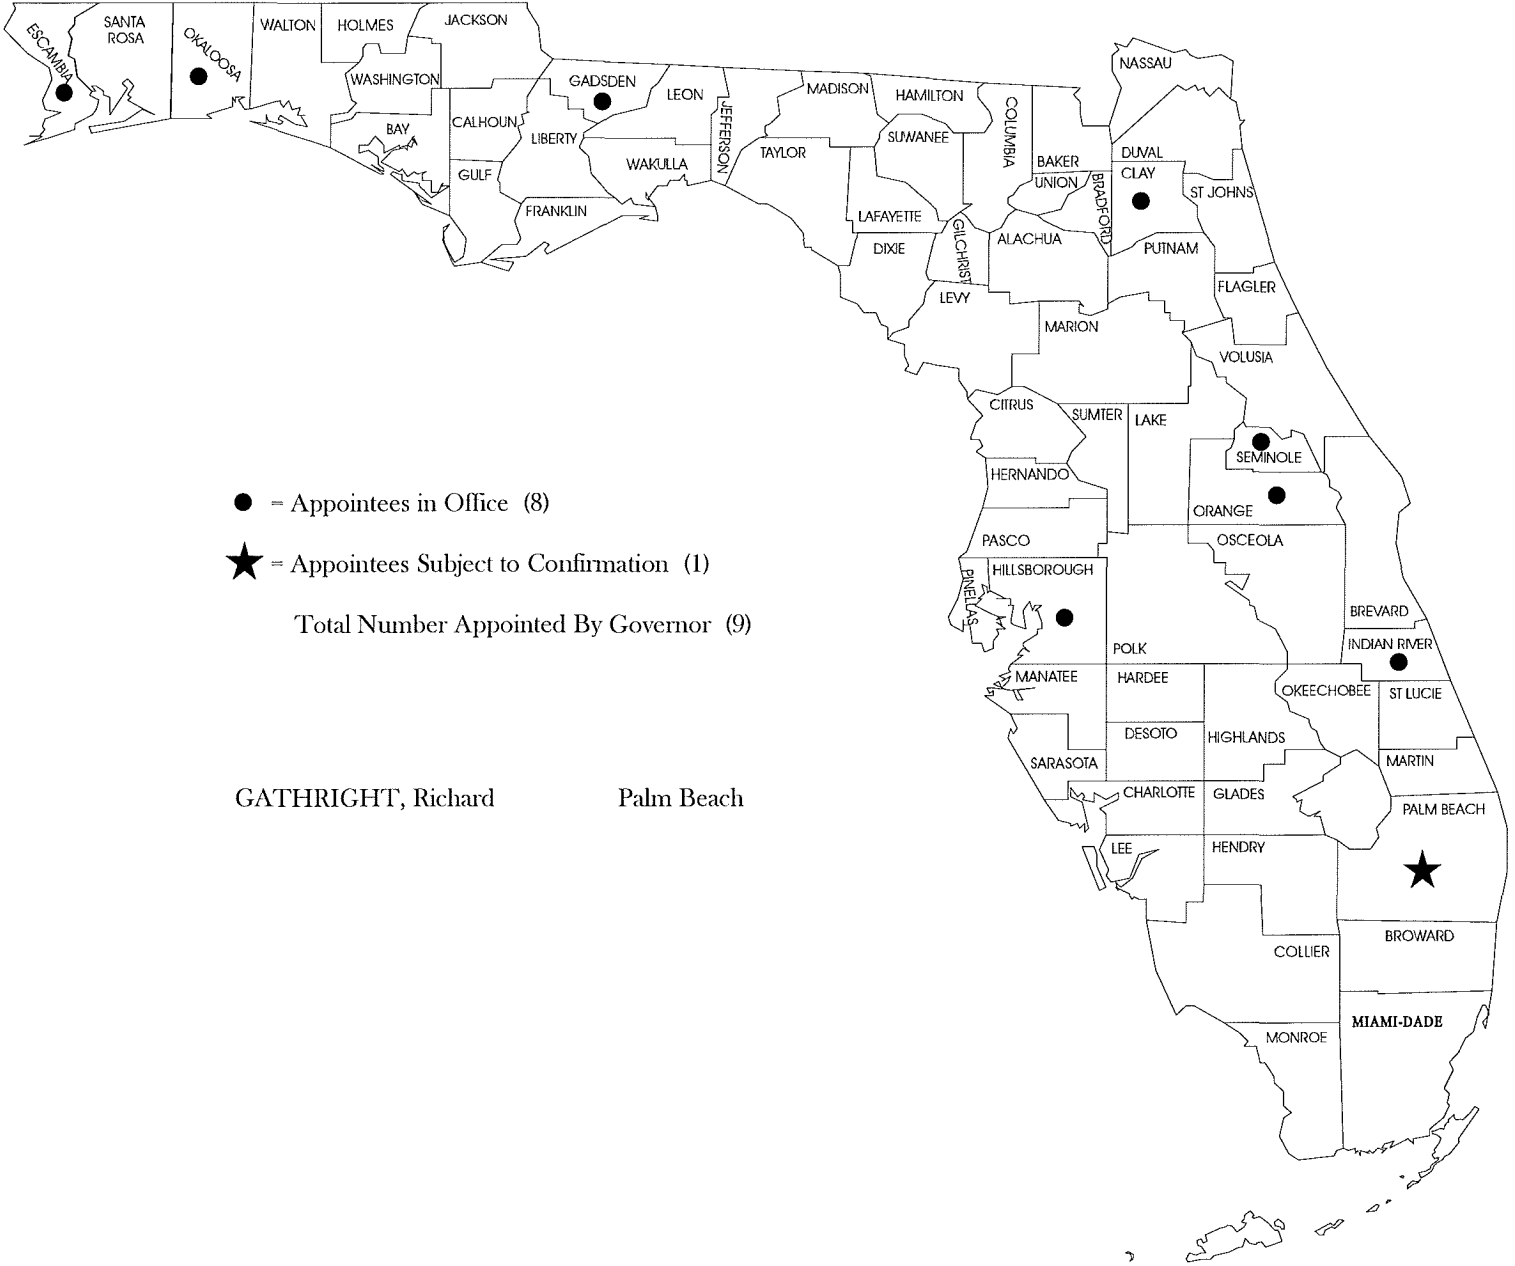 ESCAMBIA
SANTA
ROSA
OKALOOSA
WALTON
HOLMES
JACKSON
WASHINGTON
BAY
CALHOUN
GULF
GADSDEN
LIBERTY
FRANKLIN
LEON
WAKULLA
JEFFERSON
MADISON
TAYLOR
HAMILTON
SUWANEE
LAFAYETTE
DIXIE
COLUMBIA
GILCHRIST
BAKER
UNION
BRADFORD
ALACHUA
LEVY
NASSAU
DUVAL
CLAY
ST JOHNS
PUTNAM
FLAGLER
MARION
VOLUSIA
CITRUS
SUMTER
LAKE
SEMINOLE
HERNANDO
ORANGE
PASCO
OSCEOLA
PINELLAS
HILLSBOROUGH
POLK
BREVARD
INDIAN RIVER
MANATEE
HARDEE
OKEECHOBEE
ST LUCIE
DESOTO
HIGHLANDS
SARASOTA
MARTIN
CHARLOTTE
GLADES
PALM BEACH
LEE
HENDRY
BROWARD
COLLIER
MIAMI-DADE
MONROE
= Appointees in Office (8)
= Appointees Subject to Confirmation (1)
Total Number Appointed By Governor (9)
GATHRIGHT, Richard Palm Beach